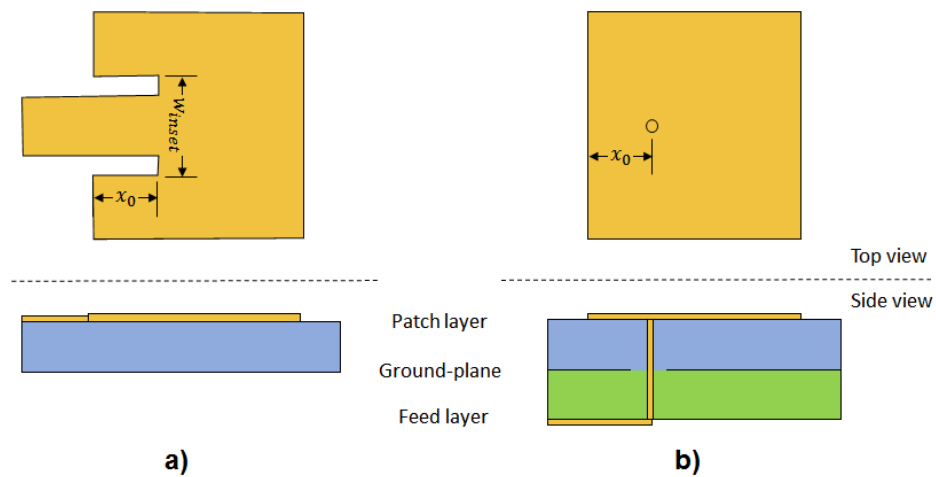 W_inset
x_0
x_0
Top view
Side view
Patch layer
Ground-plane
Feed layer
a)
b)